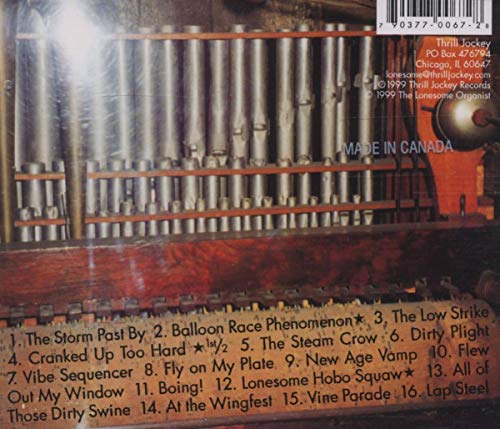 7 90377-0067-2 8
Thrill Jockey
PO Box 476794
Chicago, IL 60647
lonesome@thrilljockey.com
©1999 Thrill Jockey Records
© 1999 The Lonesome Organist
MADE IN CANADA
1. The Storm Past By 2. Balloon Race Phenomenon★ 3. The Low Strike
4. Cranked Up Too Hard ★1st/2 5. The Steam Crow 6. Dirty Plight
7. Vibe Sequencer 8. Fly on My Plate 9. New Age Vamp 10. Flew
Out My Window 11. Boing! 12. Lonesome Hobo Squaw★ 13. All of
Those Dirty Swine 14. At the Wingfest 15. Vine Parade 16. Lap Steel